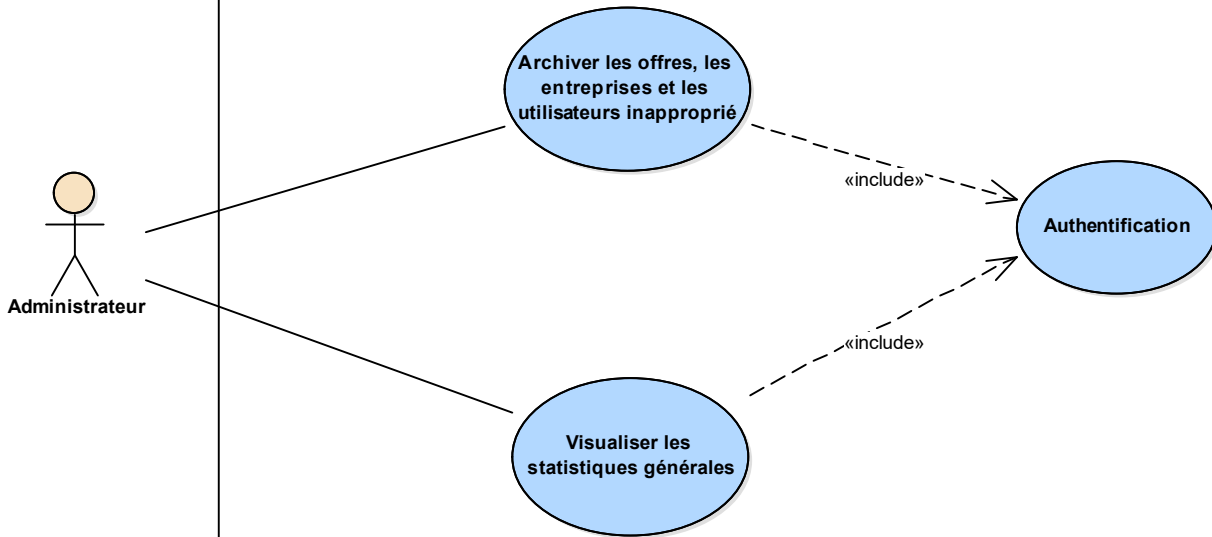 Archiver les offres, les
entreprises et les
utilisateurs inapproprié
«include»
Authentification
Administrateur
«include»
Visualiser les
statistiques générales